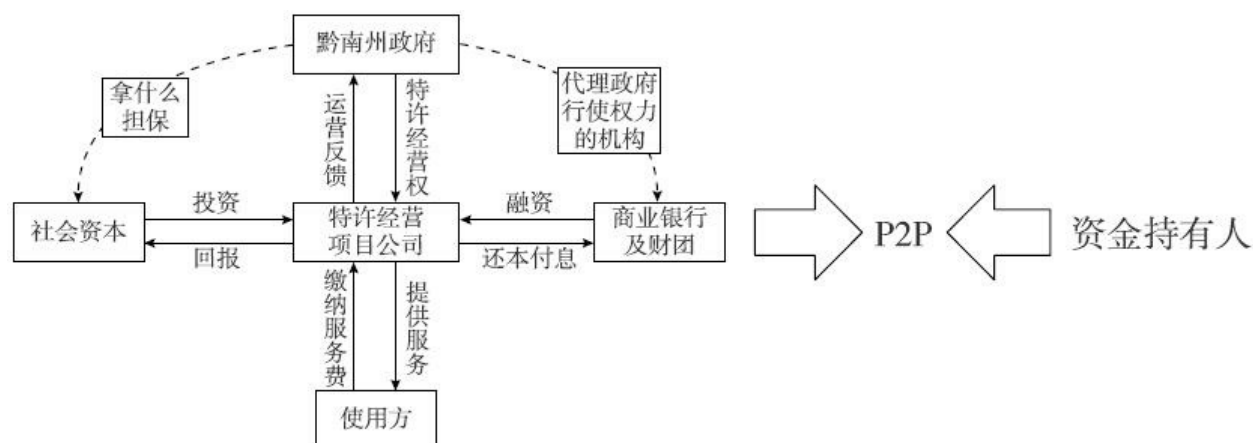 黔南州政府
拿什么
担保
代理政府
行使权力
的机构
运营反馈
特许经营权
社会资本
投资
回报
特许经营
项目公司
融资
还本付息
商业银行
及财团
P2P
资金持有人
缴纳服务费
提供服务
使用方